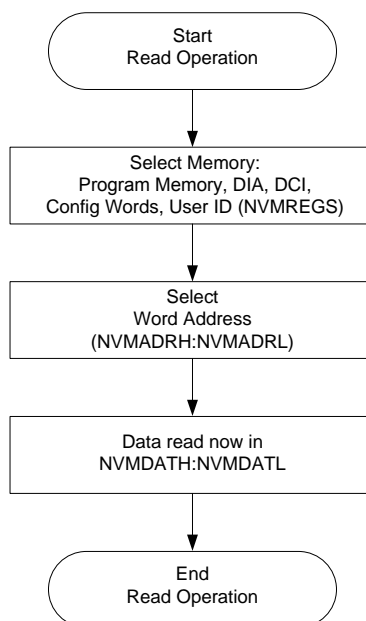 Start
Read Operation
Select Memory:
Program Memory, DIA, DCI,
Config Words, User ID (NVMREGS)
Select
Word Address
(NVMADRH:NVMADRL)
Data read now in
NVMDATH:NVMDATL
End
Read Operation